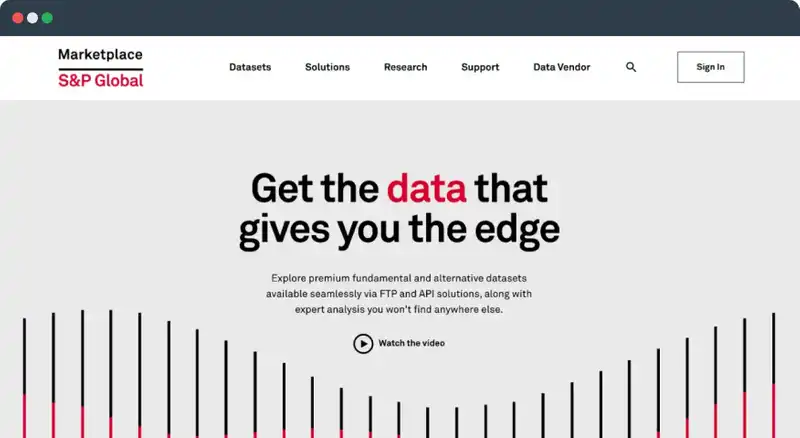 Marketplace
S&P Global
Datasets Solutions Research Support Data Vendor Sign In
Get the data that
gives you the edge
Explore premium fundamental and alternative datasets
available seamlessly via FTP and API solutions, along with
expert analysis you won't find anywhere else.
Watch the video